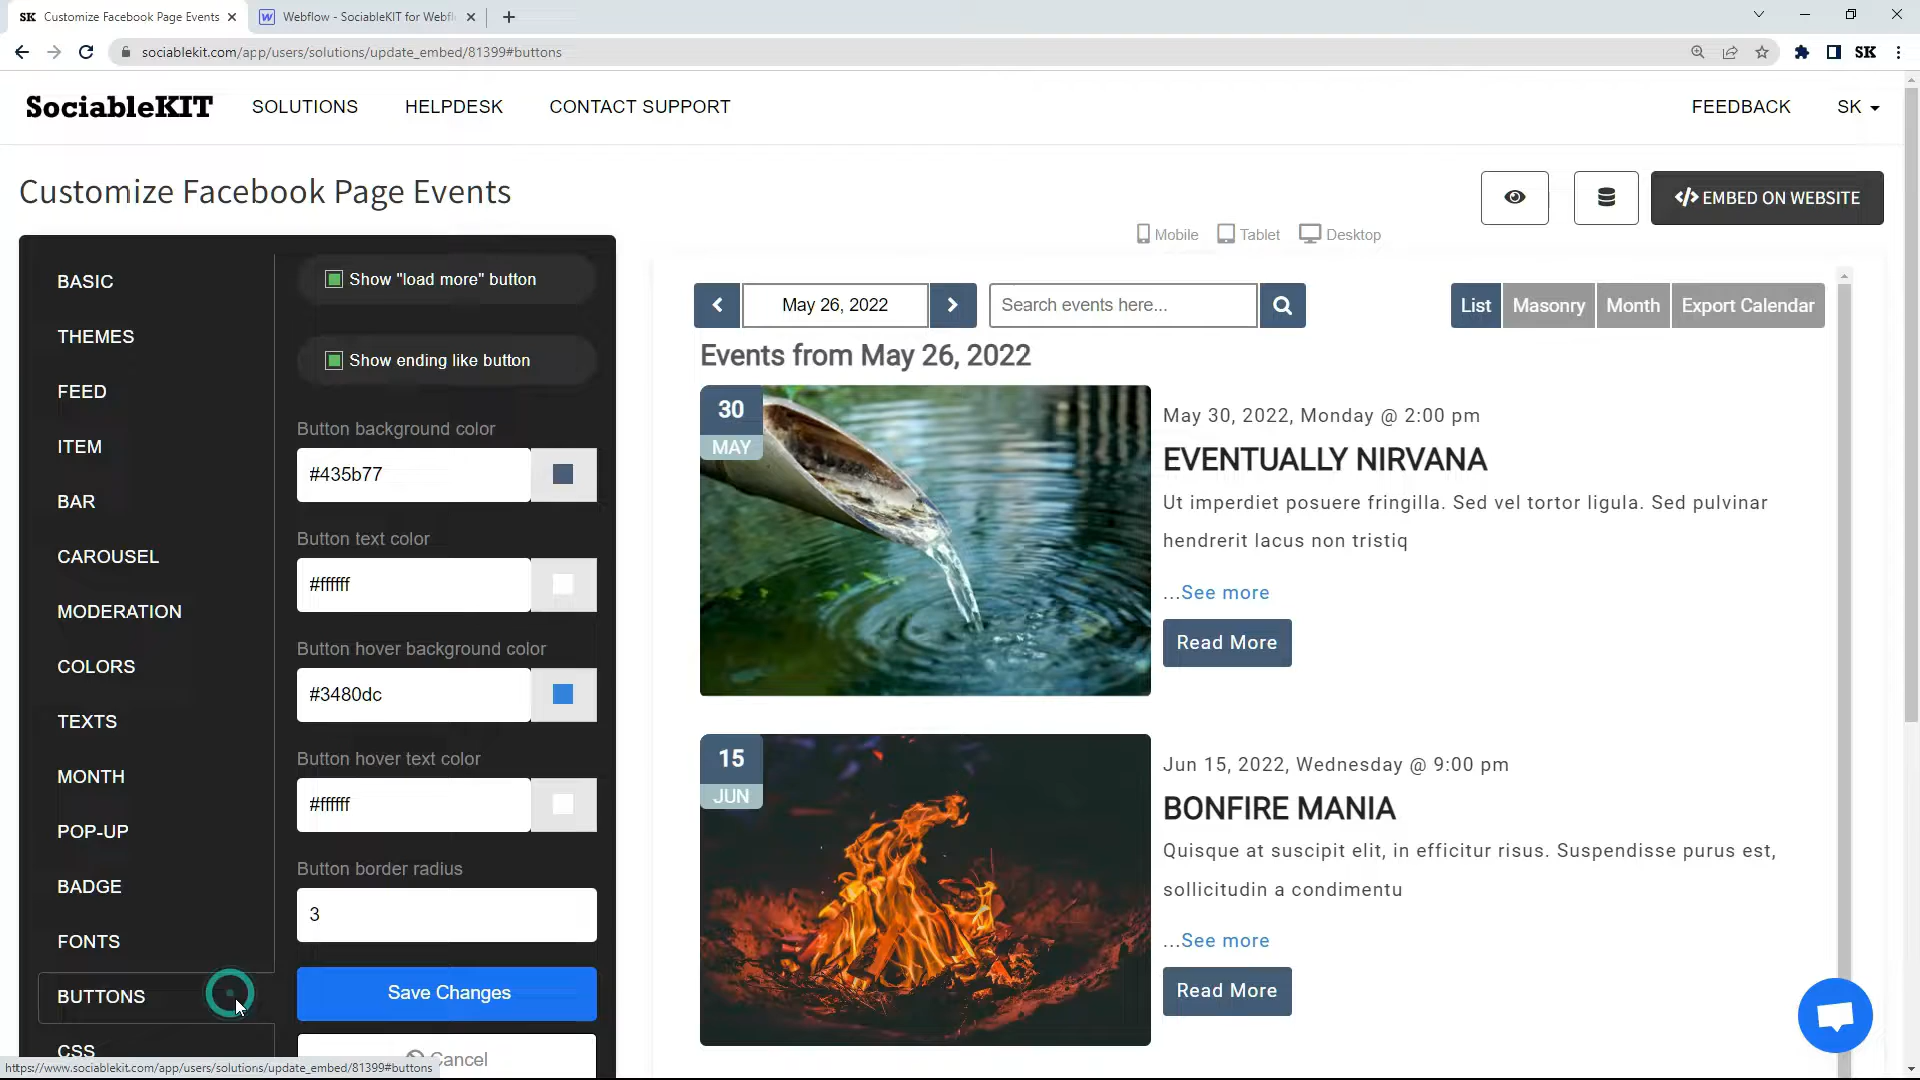 SK Customize Facebook Page Events
Webflow - SociableKIT for Webfl
sociablekit.com/app/users/solutions/update_embed/81399#buttons
SK
SociableKIT
SOLUTIONS
HELPDESK
CONTACT SUPPORT
FEEDBACK
SK
Customize Facebook Page Events
EMBED ON WEBSITE
Mobile
Tablet
Desktop
BASIC
THEMES
FEED
ITEM
BAR
CAROUSEL
MODERATION
COLORS
TEXTS
MONTH
POP-UP
BADGE
FONTS
BUTTONS
CSS
Show "load more" button
Show ending like button
Button background color
#435b77
Button text color
#ffffff
Button hover background color
#3480dc
Button hover text color
#ffffff
Button border radius
3
Save Changes
Cancel
May 26, 2022
Search events here...
List
Masonry
Month
Export Calendar
Events from May 26, 2022
30
MAY
May 30, 2022, Monday @ 2:00 pm
EVENTUALLY NIRVANA
Ut imperdiet posuere fringilla. Sed vel tortor ligula. Sed pulvinar
hendrerit lacus non tristiq
...See more
Read More
15
JUN
Jun 15, 2022, Wednesday @ 9:00 pm
BONFIRE MANIA
Quisque at suscipit elit, in efficitur risus. Suspendisse purus est,
sollicitudin a condimentu
...See more
Read More
https://www.sociablekit.com/app/users/solutions/update_embed/81399#buttons